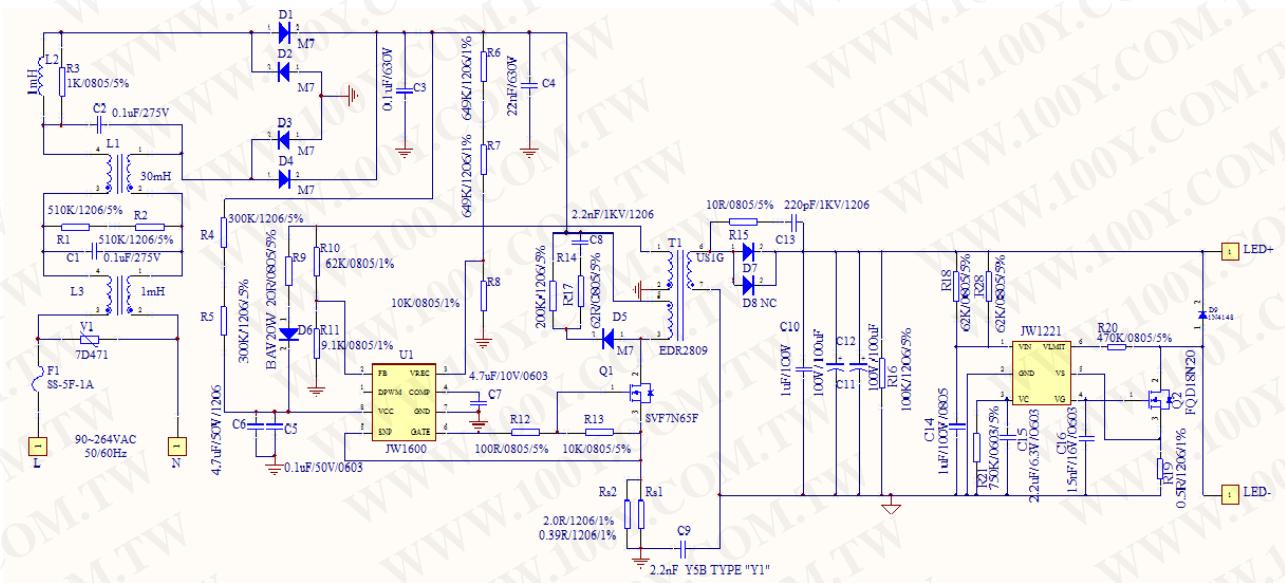 L2
1mH
R3
1K/0805/5%
C2
0.1uF/275V
L1
30mH
510K/1206/5%
R1
R2
510K/1206/5%
C1
0.1uF/275V
L3
1mH
V1
7D471
F1
SS-5F-1A
90~264VAC
50/60Hz
L
N
D1
M7
D2
M7
D3
M7
D4
M7
0.1uF/630V
C3
R6
649K/1206/1%
R7
649K/1206/1%
22nF/630V
C4
R4
300K/1206/5%
R5
300K/1206/5%
R9
20R/0805/5%
D6
BAV20W
R10
62K/0805/1%
R11
9.1K/0805/1%
R8
10K/0805/1%
C6
4.7uF/50V/1206
C5
0.1uF/50V/0603
U1
FB
DPWM
VCC
SNP
VREC
COMP
GND
GATE
JW1600
4.7uF/10V/0603
C7
R12
100R/0805/5%
R13
10K/0805/5%
Q1
SVF7N65F
2.2nF/1KV/1206
C8
R14
200K/1206/5%
R17
62R/0805/5%
D5
M7
T1
EDR2809
Rs2
Rs1
2.0R/1206/1%
0.39R/1206/1%
C9
2.2nF Y5B TYPE "Y1"
10R/0805/5%
R15
220pF/1KV/1206
C13
US1G
D7
D8 NC
C10
1uF/100V
C12
100V/100uF
C11
100V/100uF
R16
100K/1206/5%
R18
62K/0805/5%
R28
62K/0805/5%
JW1221
VIN
GND
VC
VLMIT
VS
VG
R20
470K/0805/5%
D9
1N4148
Q2
FQD18N20
C14
1uF/100V/0805
R21
750K/0603/5%
C15
2.2uF/6.3V/0603
C16
1.5nF/16V/0603
R19
0.5R/1206/1%
LED+
LED-
WWW.100Y.COM.TW